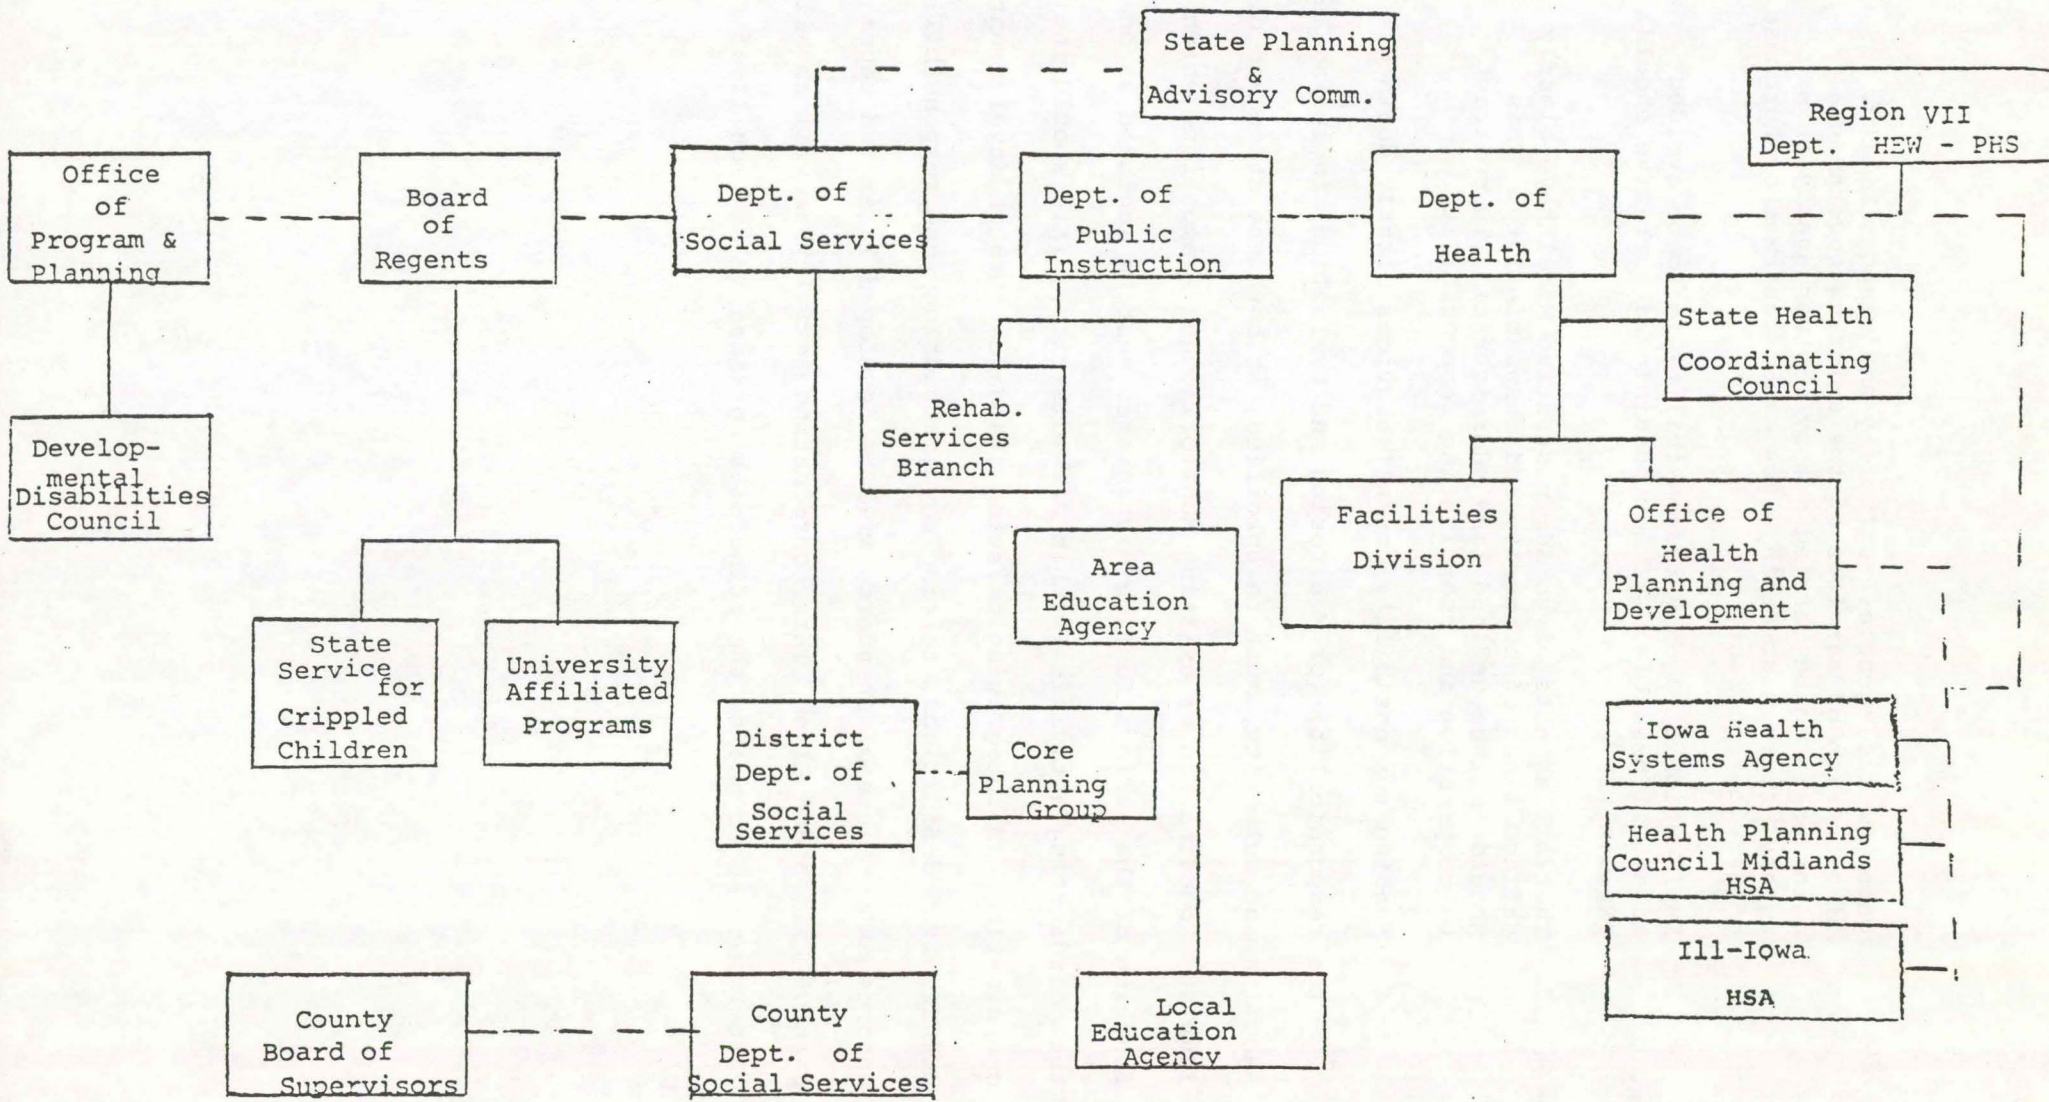 State Planning
&
Advisory Comm.
Region VII
Dept. HEW - PHS
Office
of
Program &
Planning
Board
of
Regents
Dept. of
Social Services
Dept. of
Public
Instruction
Dept. of
Health
State Health
Coordinating
Council
Develop-
mental
Disabilities
Council
Rehab.
Services
Branch
Facilities
Division
Office of
Health
Planning and
Development
Area
Education
Agency
State
Service
for
Crippled
Children
University
Affiliated
Programs
District
Dept. of
Social
Services
Core
Planning
Group
Iowa Health
Systems Agency
Health Planning
Council Midlands
HSA
Ill-Iowa
HSA
County
Board of
Supervisors
County
Dept. of
Social Services
Local
Education
Agency